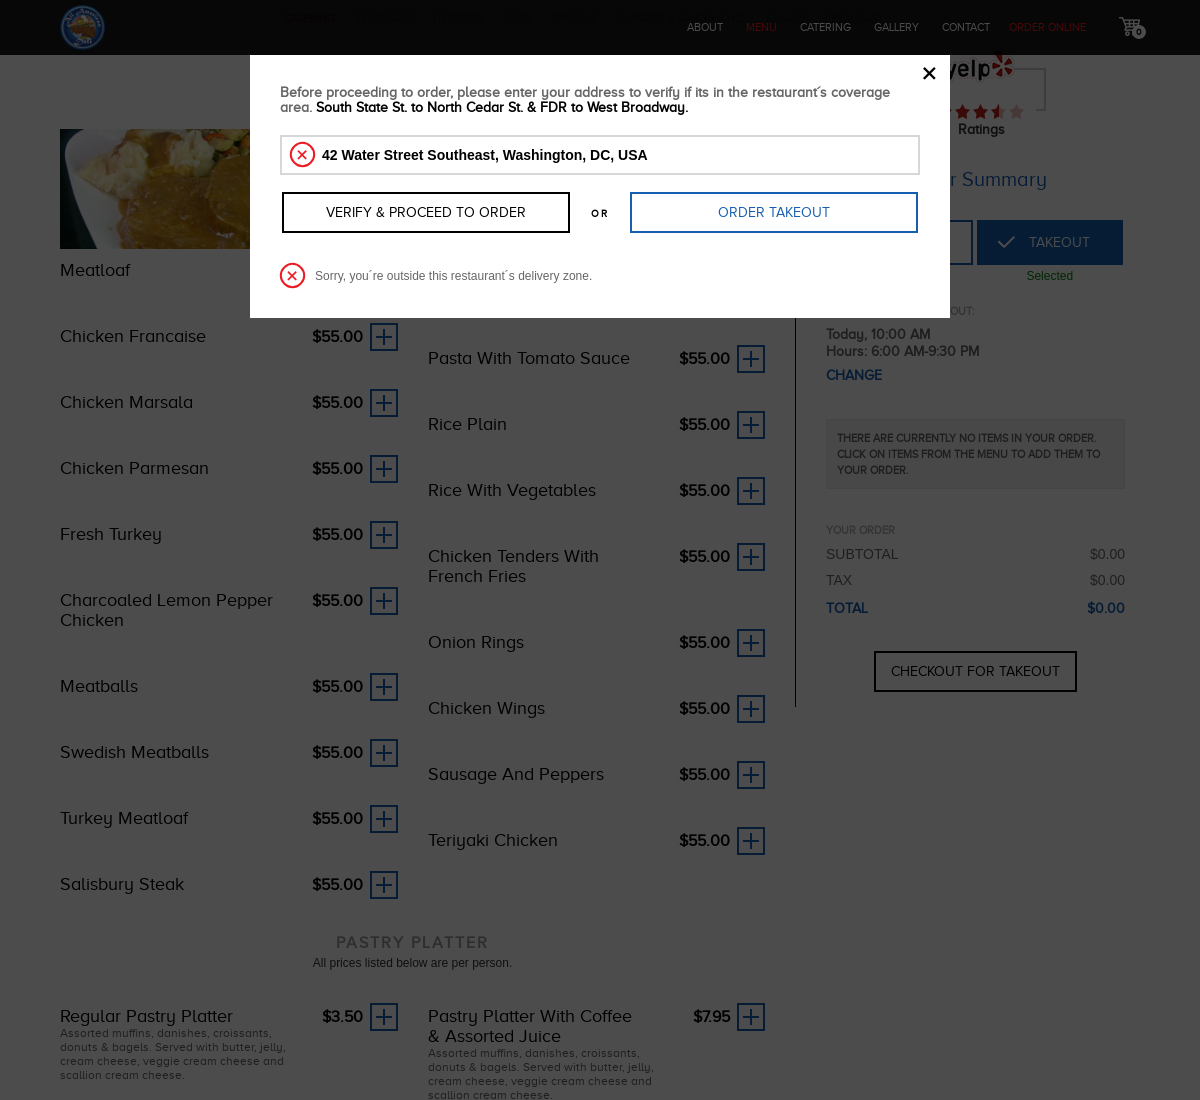 ABOUT
MENU
CATERING
GALLERY
CONTACT
ORDER ONLINE
0
Before proceeding to order, please enter your address to verify if its in the restaurant´s coverage
area. South State St. to North Cedar St. & FDR to West Broadway.
42 Water Street Southeast, Washington, DC, USA
VERIFY & PROCEED TO ORDER
OR
ORDER TAKEOUT
Sorry, you´re outside this restaurant´s delivery zone.
yelp
Ratings
Summary
TAKEOUT
Selected
Today, 10:00 AM
Hours: 6:00 AM-9:30 PM
CHANGE
THERE ARE CURRENTLY NO ITEMS IN YOUR ORDER.
CLICK ON ITEMS FROM THE MENU TO ADD THEM TO
YOUR ORDER.
YOUR ORDER
SUBTOTAL $0.00
TAX $0.00
TOTAL $0.00
CHECKOUT FOR TAKEOUT
Meatloaf
Chicken Francaise $55.00
Chicken Marsala $55.00
Chicken Parmesan $55.00
Fresh Turkey $55.00
Charcoaled Lemon Pepper $55.00
Chicken
Meatballs $55.00
Swedish Meatballs $55.00
Turkey Meatloaf $55.00
Salisbury Steak $55.00
Pasta With Tomato Sauce $55.00
Rice Plain $55.00
Rice With Vegetables $55.00
Chicken Tenders With $55.00
French Fries
Onion Rings $55.00
Chicken Wings $55.00
Sausage And Peppers $55.00
Teriyaki Chicken $55.00
PASTRY PLATTER
All prices listed below are per person.
Regular Pastry Platter $3.50
Assorted muffins, danishes, croissants,
donuts & bagels. Served with butter, jelly,
cream cheese, veggie cream cheese and
scallion cream cheese.
Pastry Platter With Coffee $7.95
& Assorted Juice
Assorted muffins, danishes, croissants,
donuts & bagels. Served with butter, jelly,
cream cheese, veggie cream cheese and
scallion cream cheese.